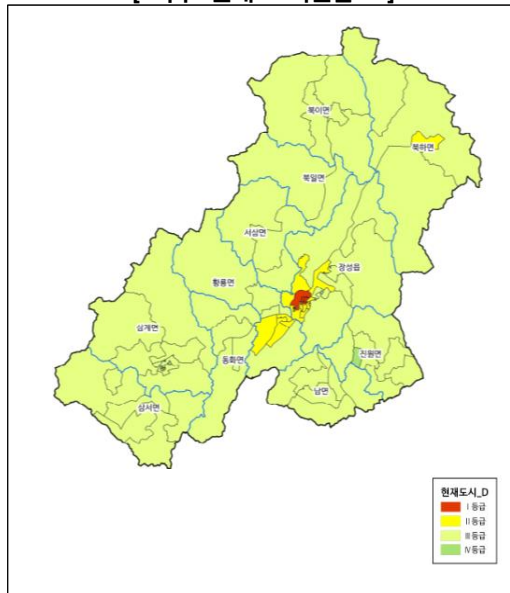 북이면
북하면
북일면
서삼면
장성읍
황룡면
삼계면
동화면
진원면
남면
삼서면
현재도시_D
I 등급
II 등급
III 등급
IV 등급